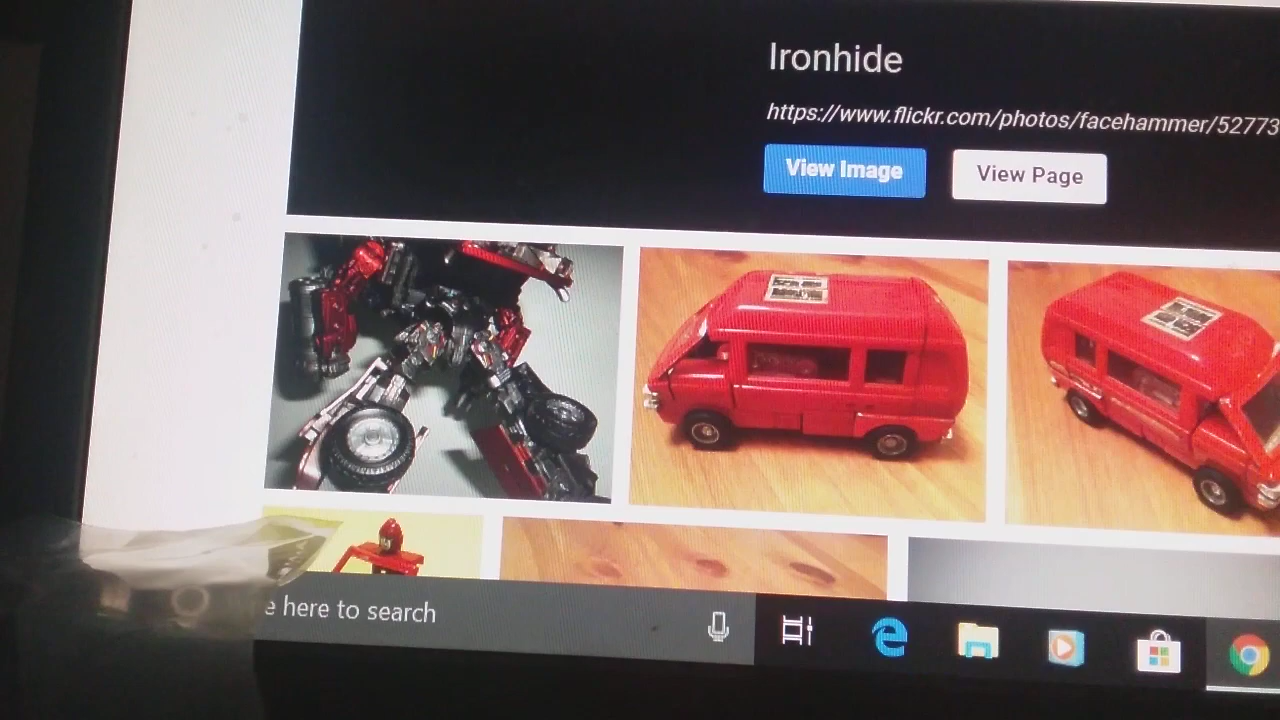 Ironhide
https://www.flickr.com/photos/facehammer/52773
View Image
View Page
e here to search